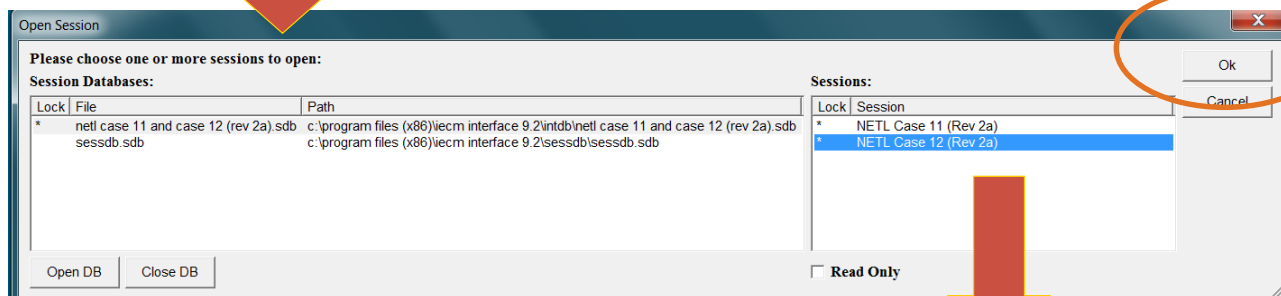 Open Session
X
Please choose one or more sessions to open:
Session Databases:
Lock File Path
* netl case 11 and case 12 (rev 2a).sdb c:\program files (x86)\iecm interface 9.2\intdb\netl case 11 and case 12 (rev 2a).sdb
sessdb.sdb c:\program files (x86)\iecm interface 9.2\sessdb\sessdb.sdb
Open DB Close DB
Sessions:
Lock Session
* NETL Case 11 (Rev 2a)
* NETL Case 12 (Rev 2a)
Read Only
Ok
Cancel